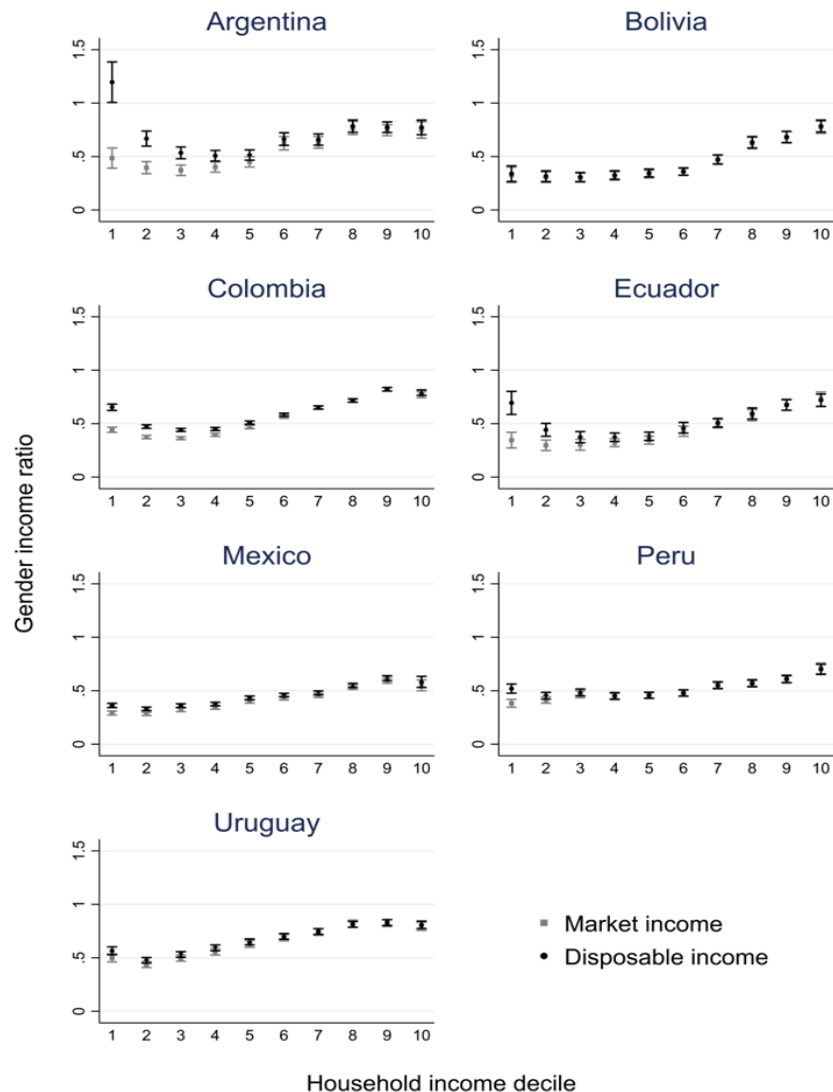 Argentina
Bolivia
1.5
1
.5
0
1 2 3 4 5 6 7 8 9 10
1.5
1
.5
0
1 2 3 4 5 6 7 8 9 10
Colombia
Ecuador
1.5
1
.5
0
1 2 3 4 5 6 7 8 9 10
1.5
1
.5
0
1 2 3 4 5 6 7 8 9 10
Gender income ratio
Mexico
Peru
1.5
1
.5
0
1 2 3 4 5 6 7 8 9 10
1.5
1
.5
0
1 2 3 4 5 6 7 8 9 10
Uruguay
1.5
1
.5
0
1 2 3 4 5 6 7 8 9 10
Market income
Disposable income
Household income decile